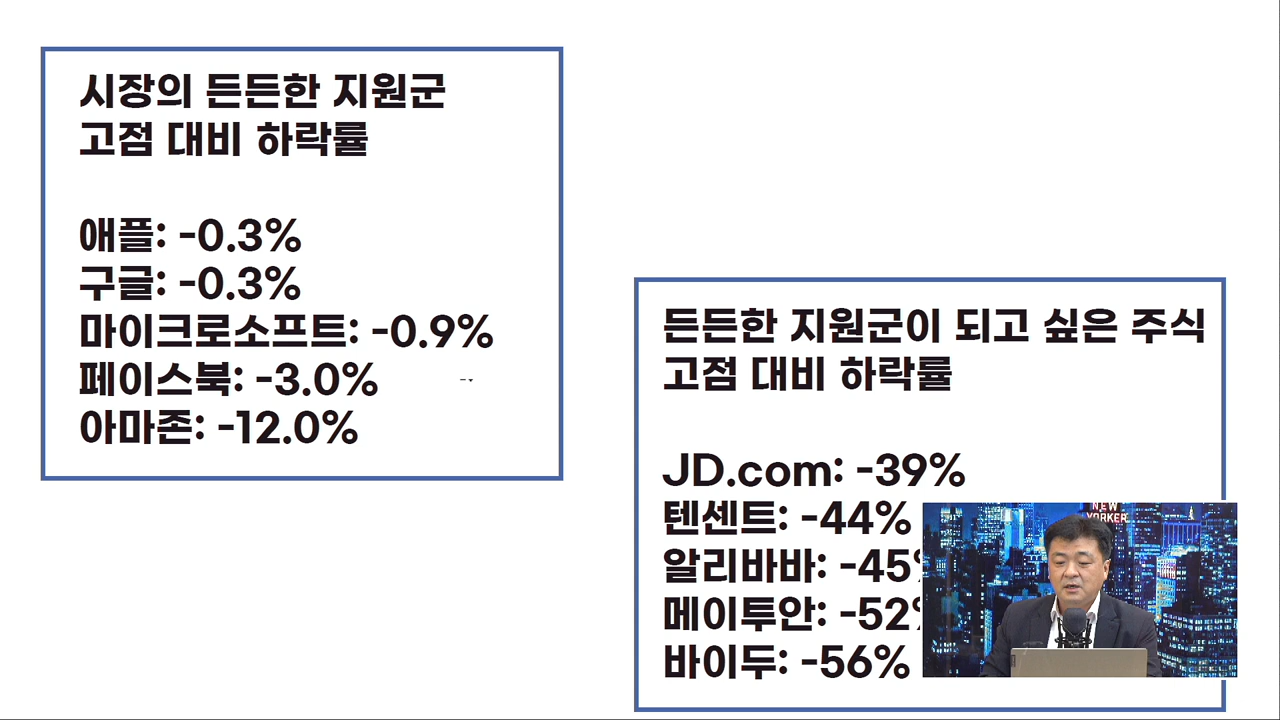 시장의 든든한 지원군
고점 대비 하락률
애플: -0.3%
구글: -0.3%
마이크로소프트: -0.9%
페이스북: -3.0%
아마존: -12.0%
든든한 지원군이 되고 싶은 주식
고점 대비 하락률
JD.com: -39%
텐센트: -44%
알리바바: -45%
메이투안: -52%
바이두: -56%
NEW
YORKER